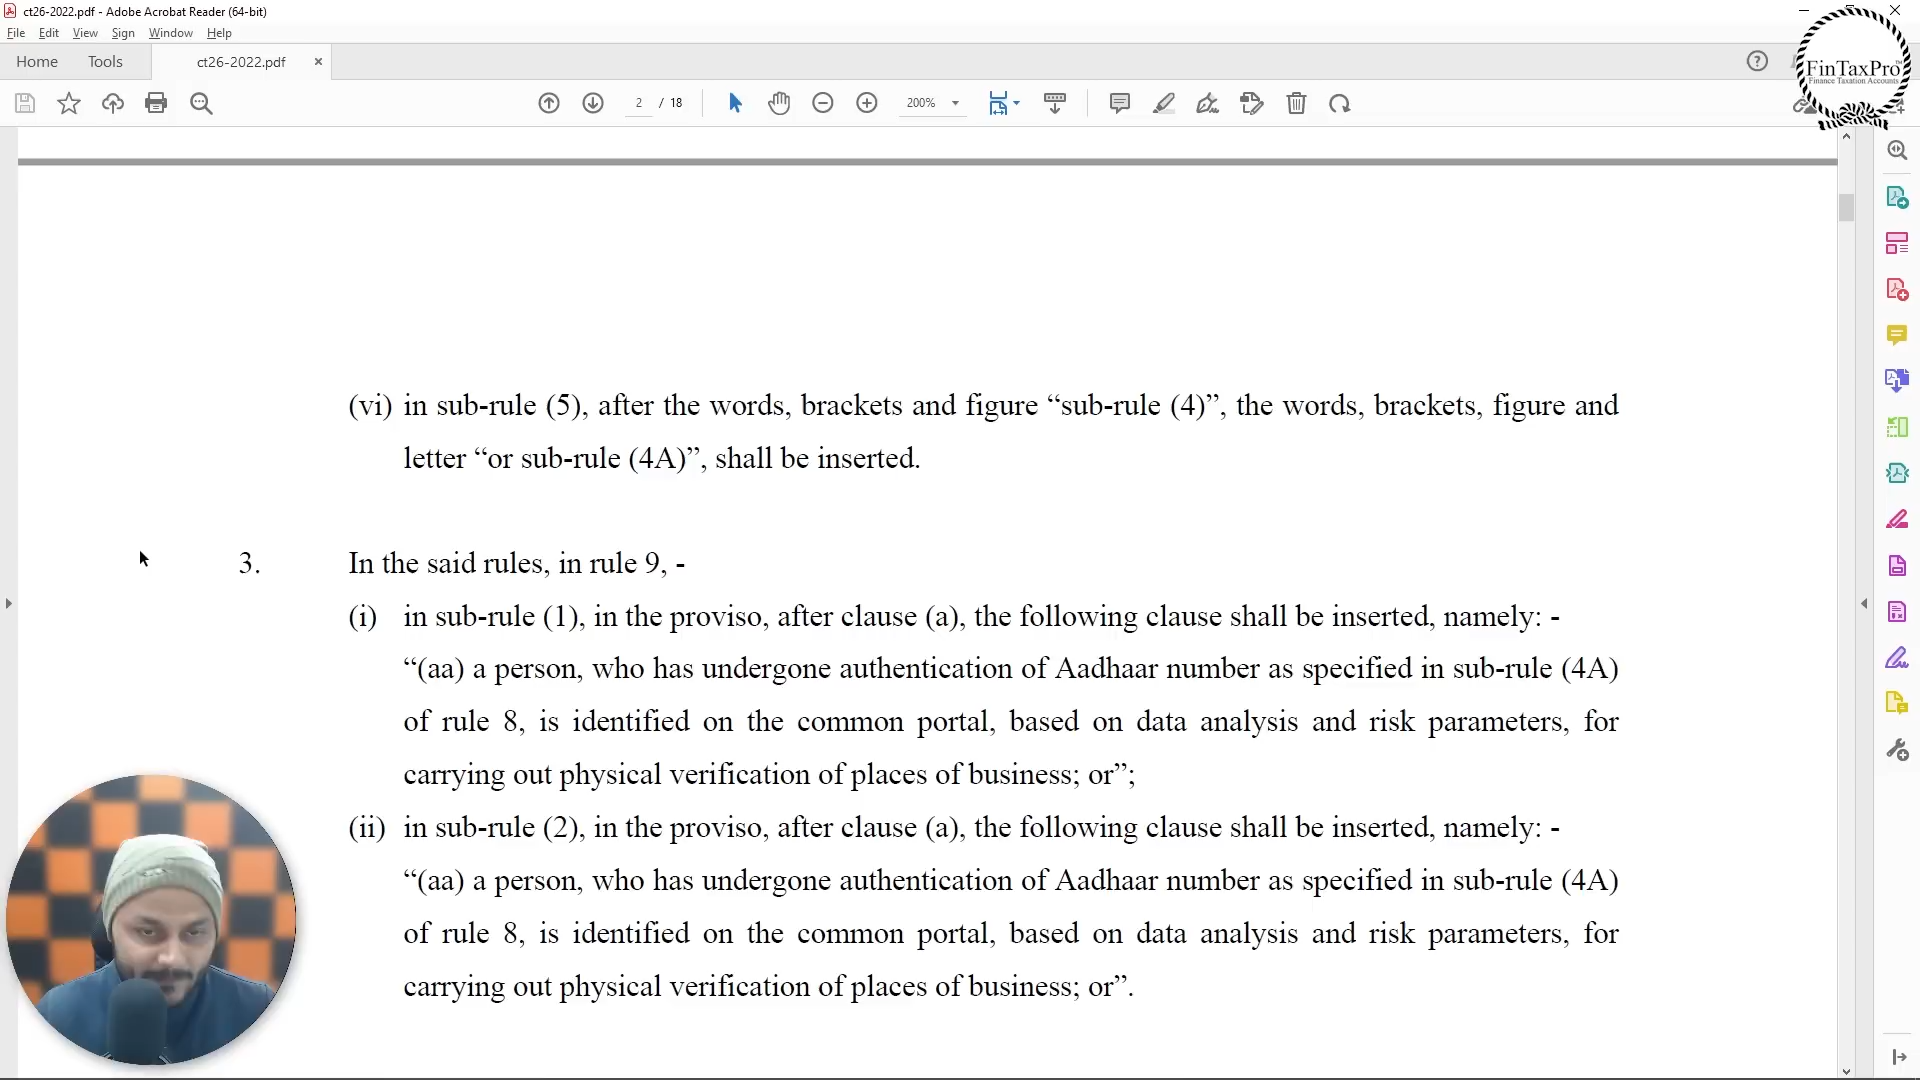 ct26-2022.pdf - Adobe Acrobat Reader (64-bit)
File Edit View Sign Window Help
Home Tools ct26-2022.pdf ×
2 / 18 200%
FinTaxPro™
Finance Taxation Accounts
(vi) in sub-rule (5), after the words, brackets and figure “sub-rule (4)”, the words, brackets, figure and
letter “or sub-rule (4A)”, shall be inserted.
3. In the said rules, in rule 9, -
(i) in sub-rule (1), in the proviso, after clause (a), the following clause shall be inserted, namely: -
“(aa) a person, who has undergone authentication of Aadhaar number as specified in sub-rule (4A)
of rule 8, is identified on the common portal, based on data analysis and risk parameters, for
carrying out physical verification of places of business; or”;
(ii) in sub-rule (2), in the proviso, after clause (a), the following clause shall be inserted, namely: -
“(aa) a person, who has undergone authentication of Aadhaar number as specified in sub-rule (4A)
of rule 8, is identified on the common portal, based on data analysis and risk parameters, for
carrying out physical verification of places of business; or”.